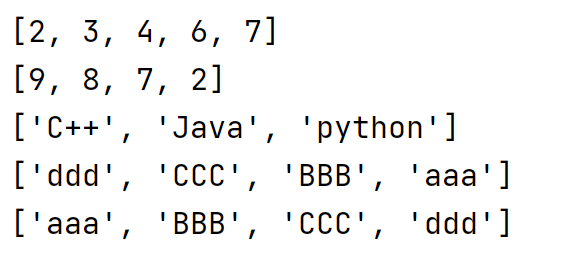 [2, 3, 4, 6, 7]
[9, 8, 7, 2]
['C++', 'Java', 'python']
['ddd', 'CCC', 'BBB', 'aaa']
['aaa', 'BBB', 'CCC', 'ddd']